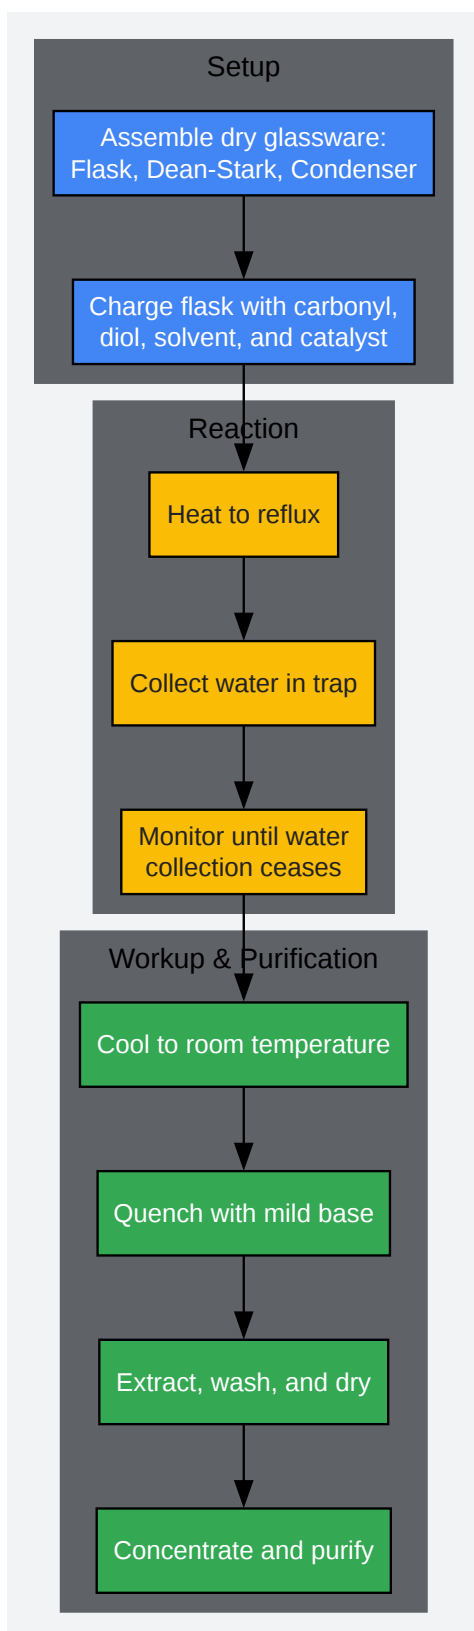 Setup
Assemble dry glassware:
Flask, Dean-Stark, Condenser
Charge flask with carbonyl,
diol, solvent, and catalyst
Reaction
Heat to reflux
Collect water in trap
Monitor until water
collection ceases
Workup & Purification
Cool to room temperature
Quench with mild base
Extract, wash, and dry
Concentrate and purify